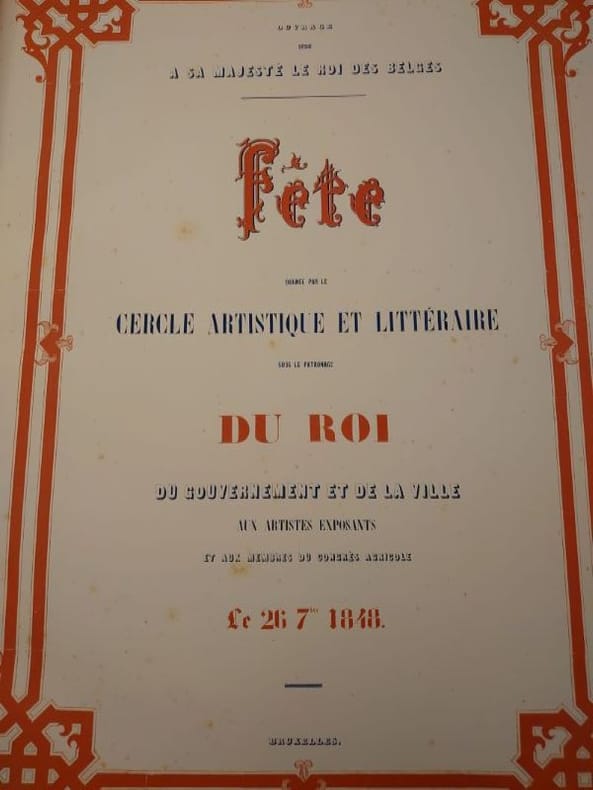 OUVRAGE
DÉDIÉ
A SA MAJESTÉ LE ROI DES BELGES
Fête
DONNÉE PAR LE
CERCLE ARTISTIQUE ET LITTÉRAIRE
SOUS LE PATRONAGE
DU ROI
DU GOUVERNEMENT ET DE LA VILLE
AUX ARTISTES EXPOSANTS
ET AUX MEMBRES DU CONGRÈS AGRICOLE
Le 26 7bre 1848.
BRUXELLES.